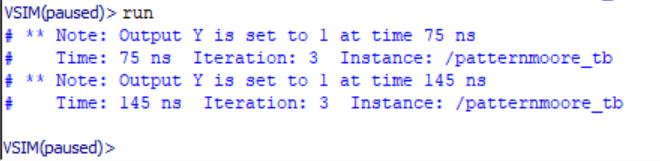 VSIM(paused)> run
# ** Note: Output Y is set to 1 at time 75 ns
#    Time: 75 ns  Iteration: 3  Instance: /patternmoore_tb
# ** Note: Output Y is set to 1 at time 145 ns
#    Time: 145 ns  Iteration: 3  Instance: /patternmoore_tb
VSIM(paused)>